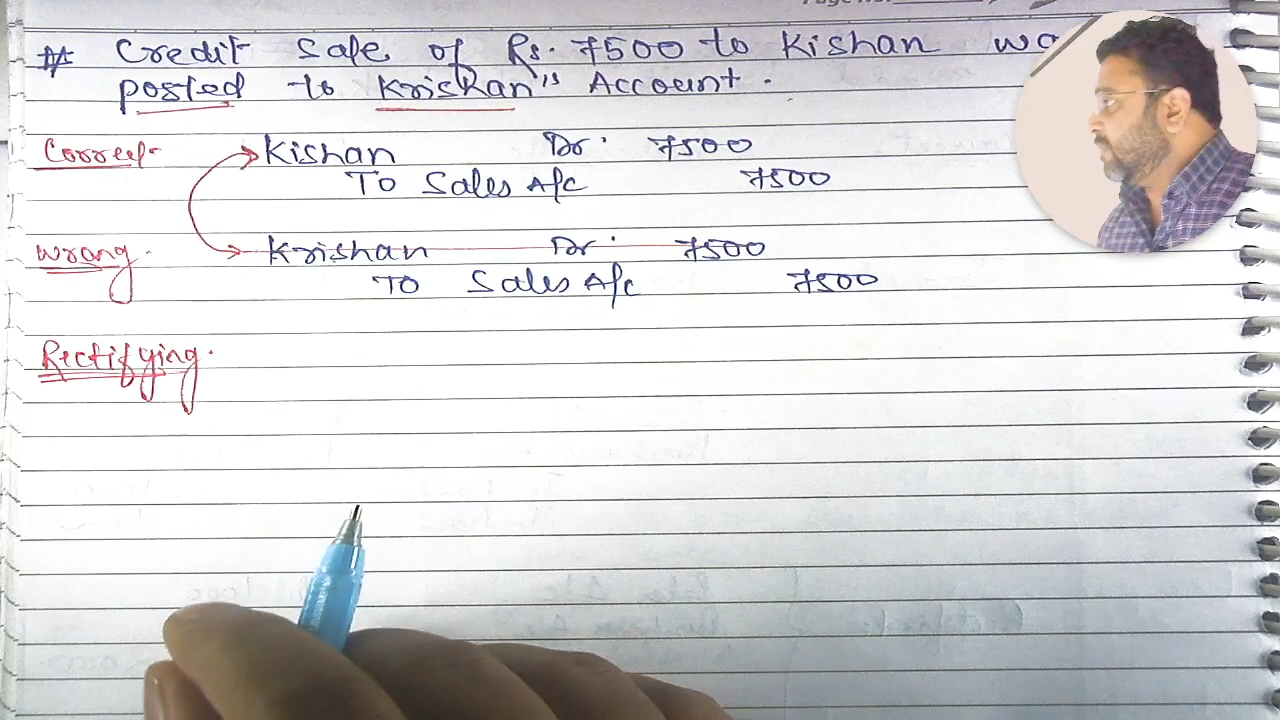 # Credit Sale of Rs. 7500 to Kishan wa
posted to Krishan's Account.
Correct Kishan Dr. 7500
To Sales A/c 7500
Wrong. Krishan Dr. 7500
To Sales A/c 7500
Rectifying.